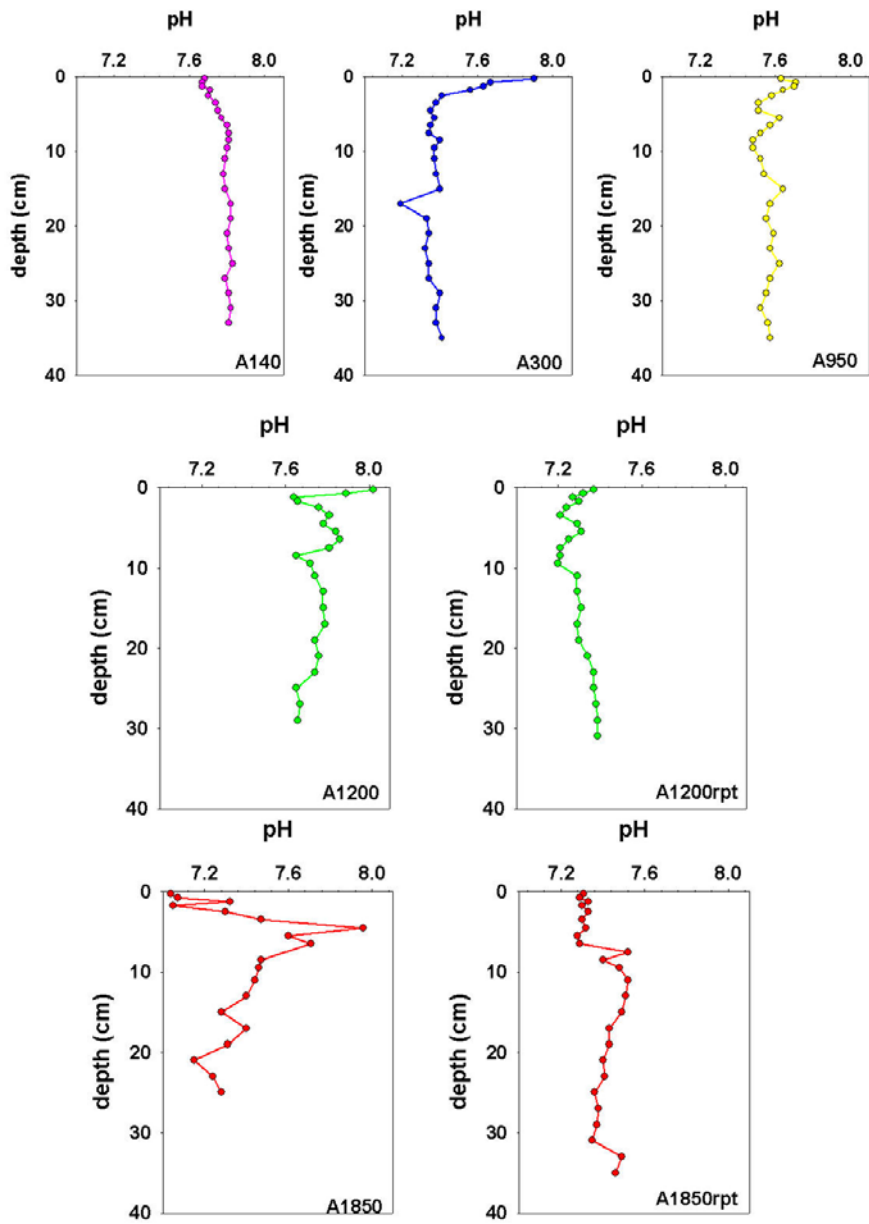 pH pH pH
7.2 7.6 8.0 7.2 7.6 8.0 7.2 7.6 8.0
0 0 0
10 10 10
depth (cm) depth (cm) depth (cm)
20 20 20
30 30 30
A140 A300 A950
40 40 40
pH pH
7.2 7.6 8.0 7.2 7.6 8.0
0 0
10 10
depth (cm) depth (cm)
20 20
30 30
A1200 A1200rpt
40 40
pH pH
7.2 7.6 8.0 7.2 7.6 8.0
0 0
10 10
depth (cm) depth (cm)
20 20
30 30
A1850 A1850rpt
40 40